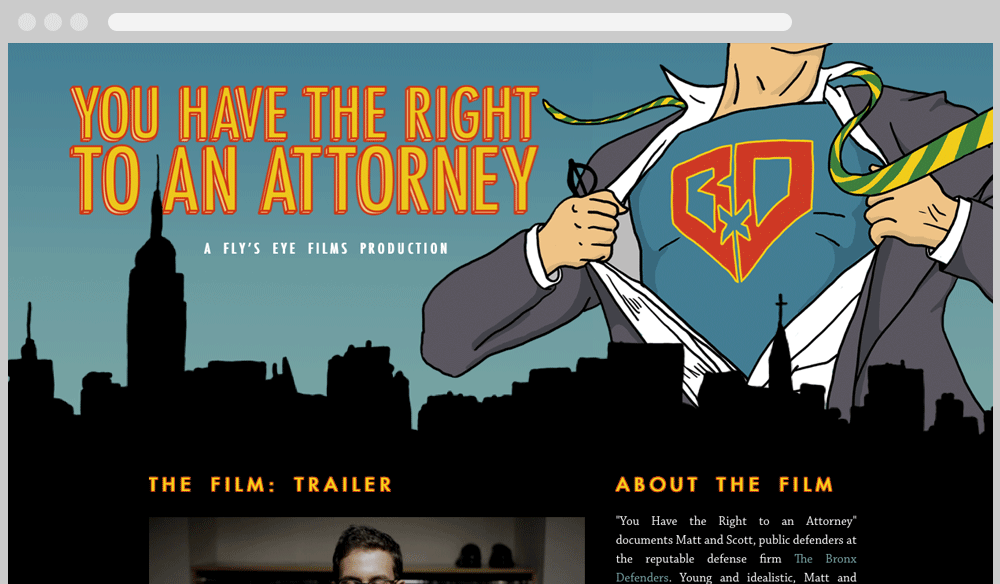 YOU HAVE THE RIGHT
TO AN ATTORNEY
A FLY'S EYE FILMS PRODUCTION
BD
THE FILM: TRAILER
ABOUT THE FILM
"You Have the Right to an Attorney"
documents Matt and Scott, public defenders at
the reputable defense firm The Bronx
Defenders. Young and idealistic, Matt and